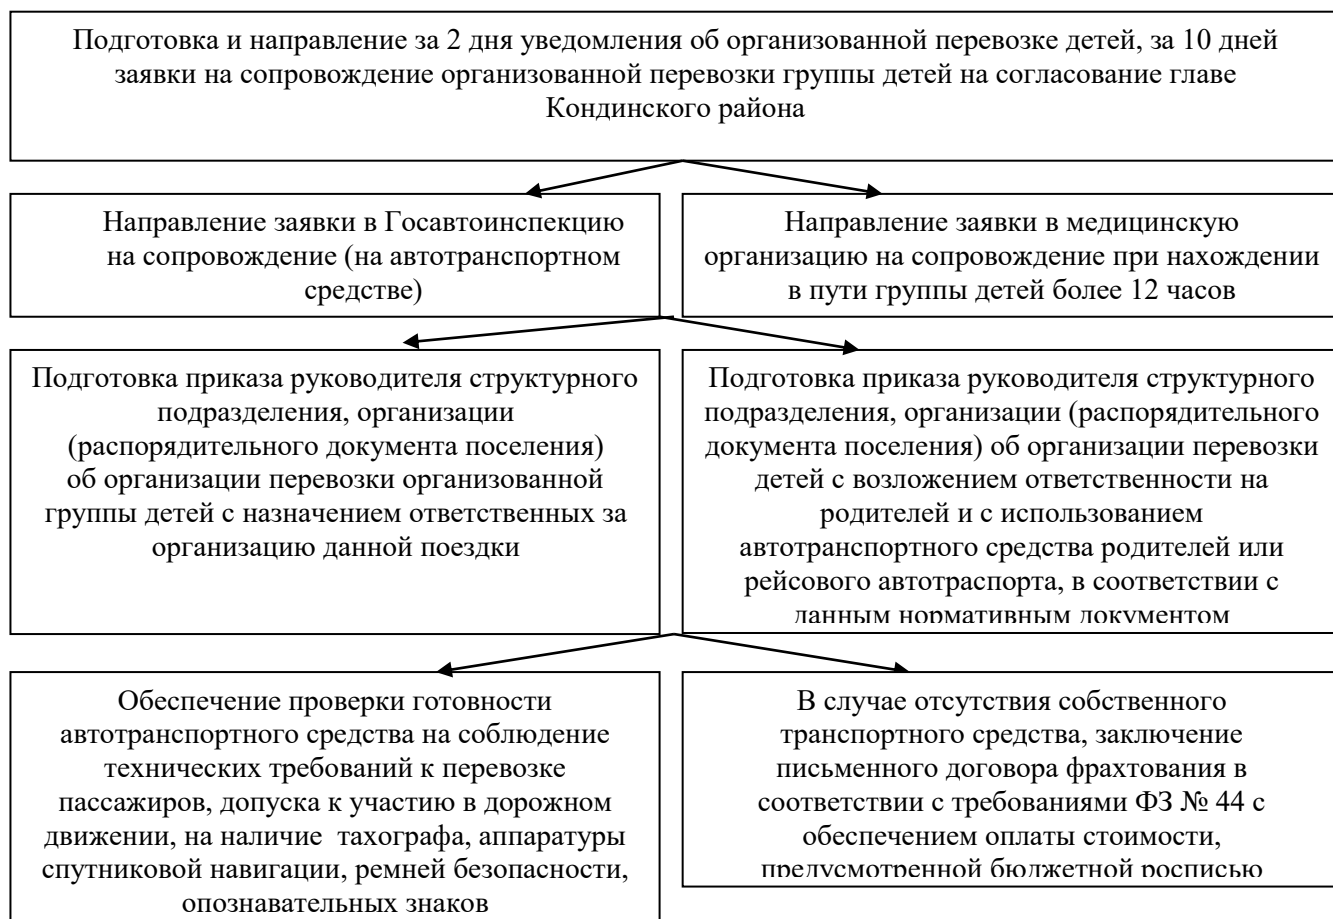 Подготовка и направление за 2 дня уведомления об организованной перевозке детей, за 10 дней
заявки на сопровождение организованной перевозки группы детей на согласование главе
Кондинского района
Направление заявки в Госавтоинспекцию
на сопровождение (на автотранспортном
средстве)
Направление заявки в медицинскую
организацию на сопровождение при нахождении
в пути группы детей более 12 часов
Подготовка приказа руководителя структурного
подразделения, организации
(распорядительного документа поселения)
об организации перевозки организованной
группы детей с назначением ответственных за
организацию данной поездки
Подготовка приказа руководителя структурного
подразделения, организации (распорядительного
документа поселения) об организации перевозки
детей с возложением ответственности на
родителей и с использованием
автотранспортного средства родителей или
рейсового автотраспорта, в соответствии с
данным нормативным документом
Обеспечение проверки готовности
автотранспортного средства на соблюдение
технических требований к перевозке
пассажиров, допуска к участию в дорожном
движении, на наличие тахографа, аппаратуры
спутниковой навигации, ремней безопасности,
опознавательных знаков
В случае отсутствия собственного
транспортного средства, заключение
письменного договора фрахтования в
соответствии с требованиями ФЗ № 44 с
обеспечением оплаты стоимости,
предусмотренной бюджетной росписью